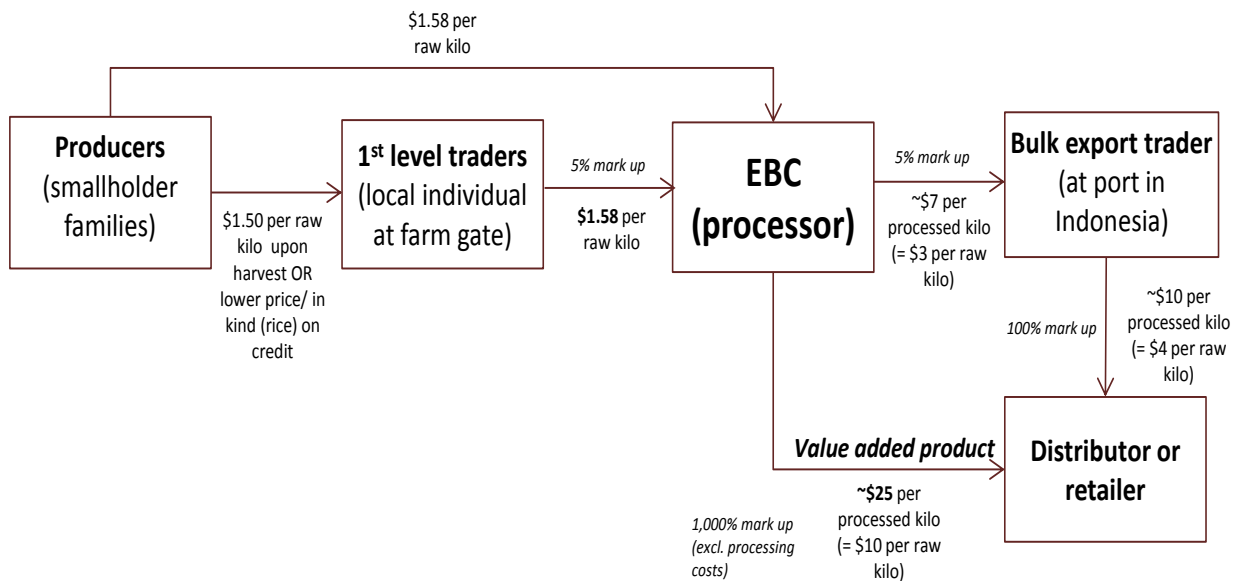 $1.58 per
raw kilo
Producers
(smallholder
families)
$1.50 per raw
kilo upon
harvest OR
lower price/ in
kind (rice) on
credit
1st level traders
(local individual
at farm gate)
5% mark up
$1.58 per
raw kilo
EBC
(processor)
5% mark up
~$7 per
processed kilo
(= $3 per raw
kilo)
Bulk export trader
(at port in
Indonesia)
100% mark up
~$10 per
processed kilo
(= $4 per raw
kilo)
Value added product
1,000% mark up
(excl. processing
costs)
~$25 per
processed kilo
(= $10 per raw
kilo)
Distributor or
retailer